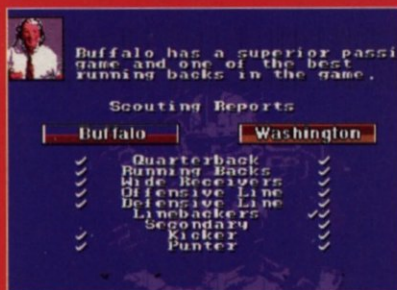 Buffalo has a superior passi
game and one of the best
running backs in the game.
Scouting Reports
Buffalo Washington
Quarterback
Running Backs
Wide Receivers
Offensive Line
Defensive Line
Linebackers
Secondary
Kicker
Punter